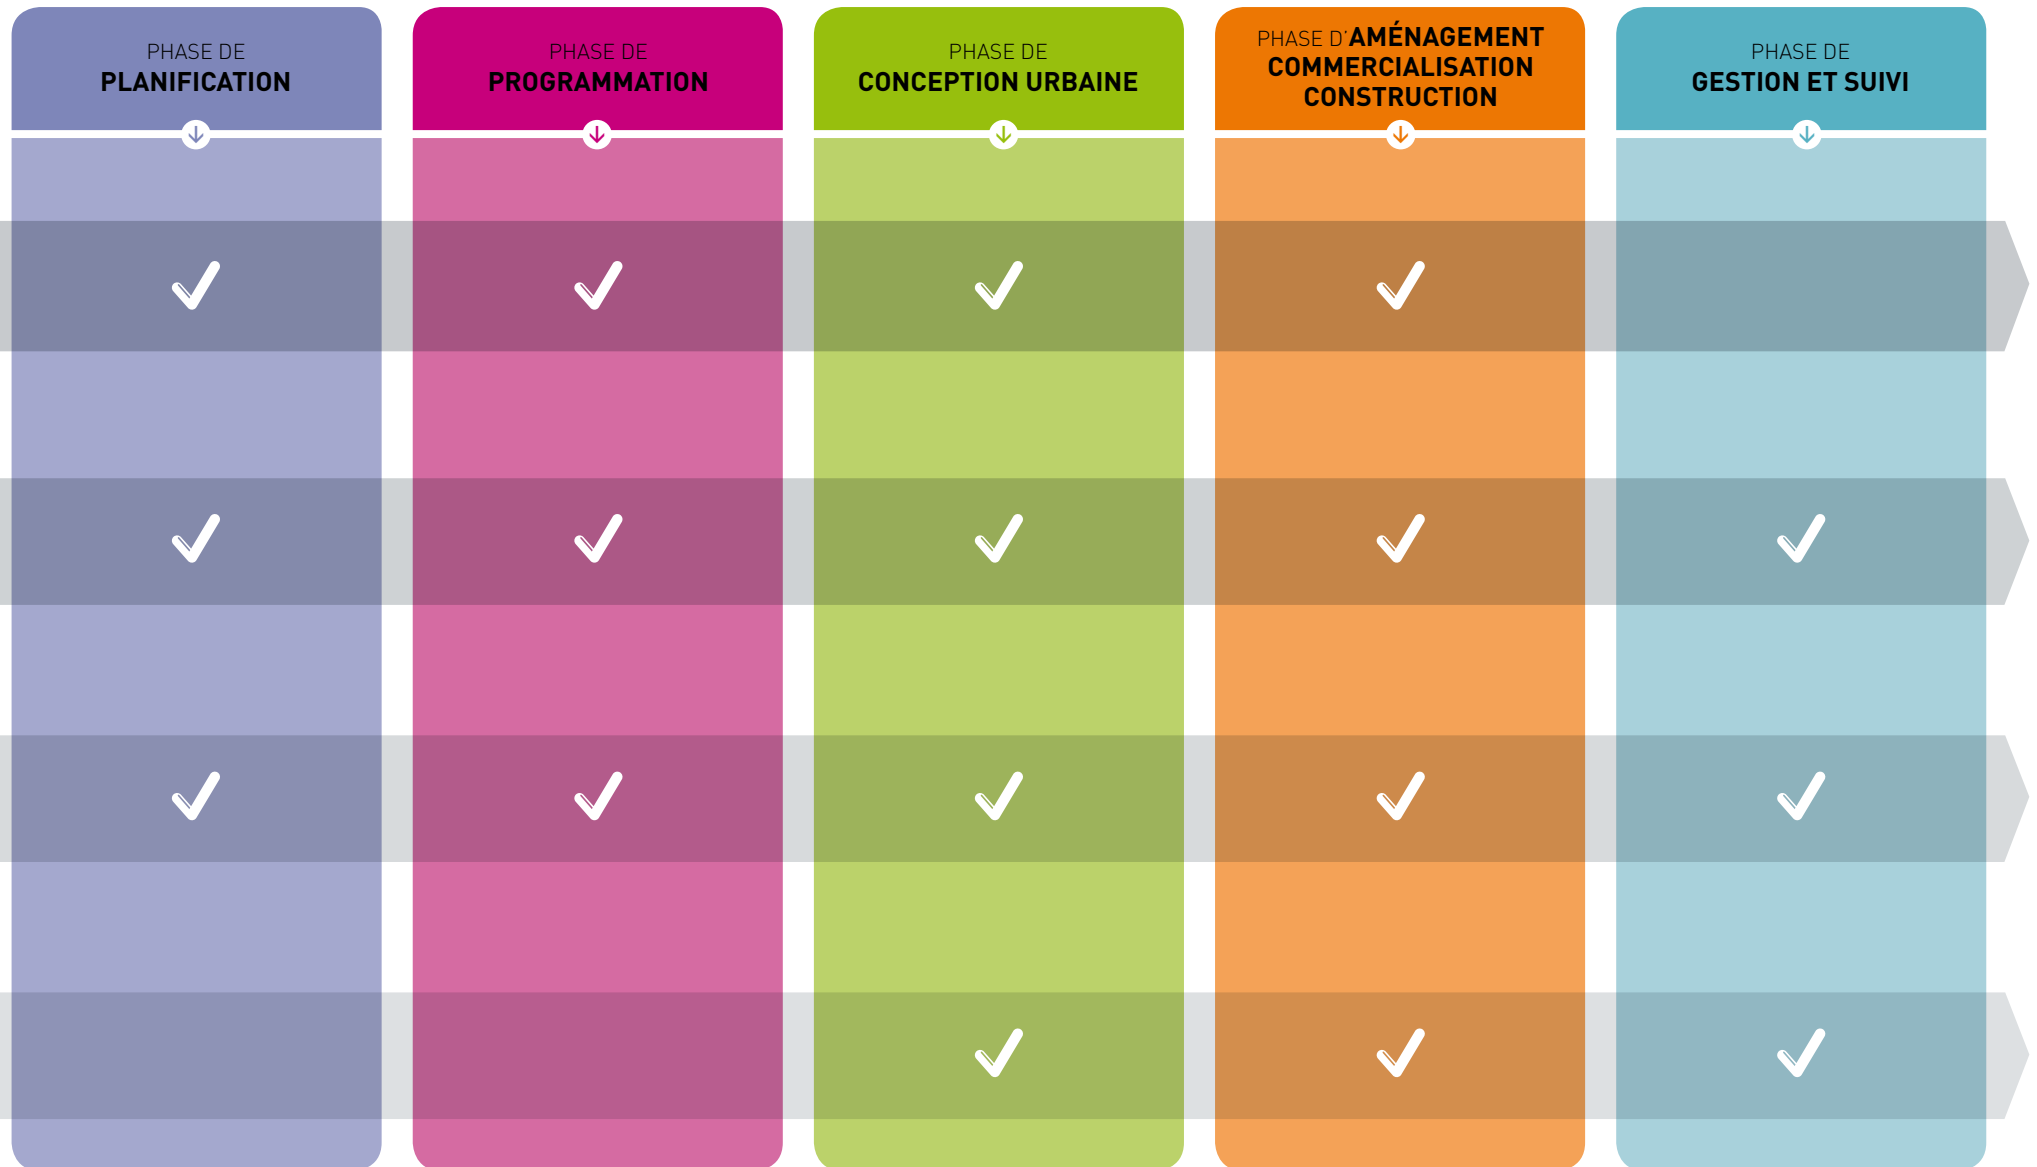 PHASE DE
PLANIFICATION
PHASE DE
PROGRAMMATION
PHASE DE
CONCEPTION URBAINE
PHASE D'AMÉNAGEMENT
COMMERCIALISATION
CONSTRUCTION
PHASE DE
GESTION ET SUIVI